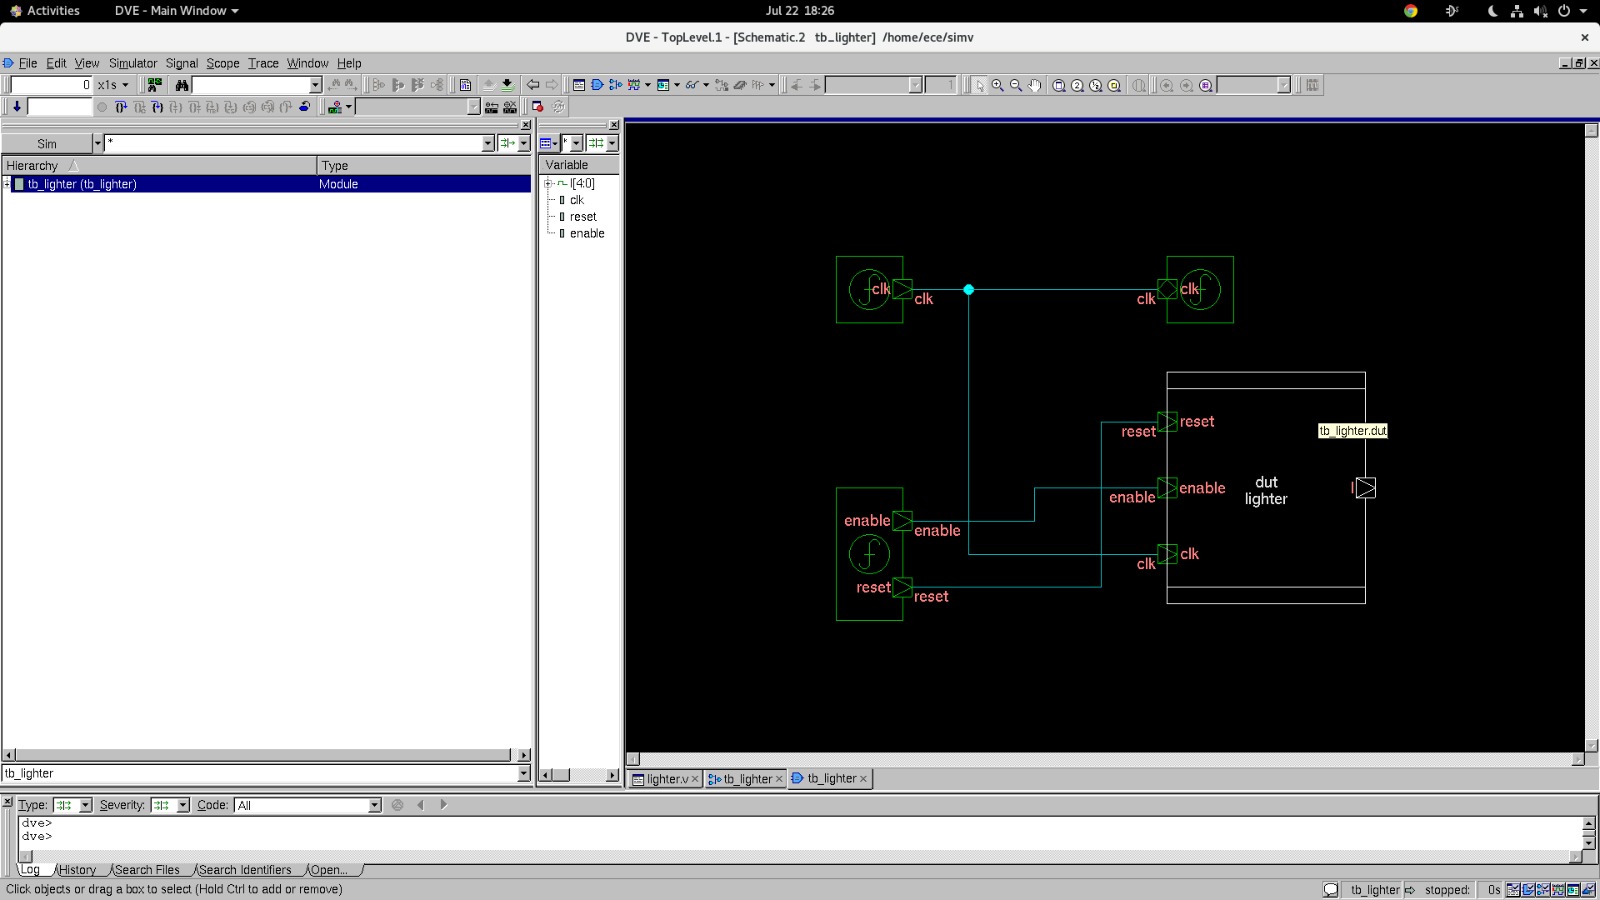 Activities
DVE - Main Window
Jul 22 18:26
DVE - TopLevel.1 - [Schematic.2 tb_lighter] /home/ece/simv
File Edit View Simulator Signal Scope Trace Window Help
0 x1s
1
Sim
*
*
Hierarchy Type
Variable
tb_lighter (tb_lighter) Module
l[4:0]
clk
reset
enable
clk
clk
clk
clk
reset
reset
tb_lighter.dut
enable
enable
dut
lighter
l
enable
enable
clk
clk
reset
reset
tb_lighter
lighter.v
tb_lighter
tb_lighter
Type: Severity: Code: All
dve>
dve>
Log History Search Files Search Identifiers Open...
Click objects or drag a box to select (Hold Ctrl to add or remove)
tb_lighter stopped: 0s